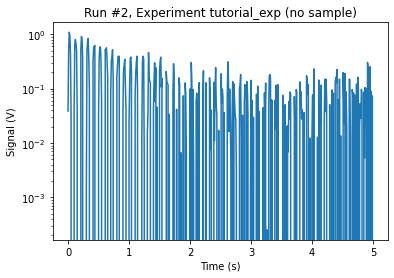 Run #2, Experiment tutorial_exp (no sample)
Signal (V)
10⁰
10⁻¹
10⁻²
10⁻³
0 1 2 3 4 5
Time (s)